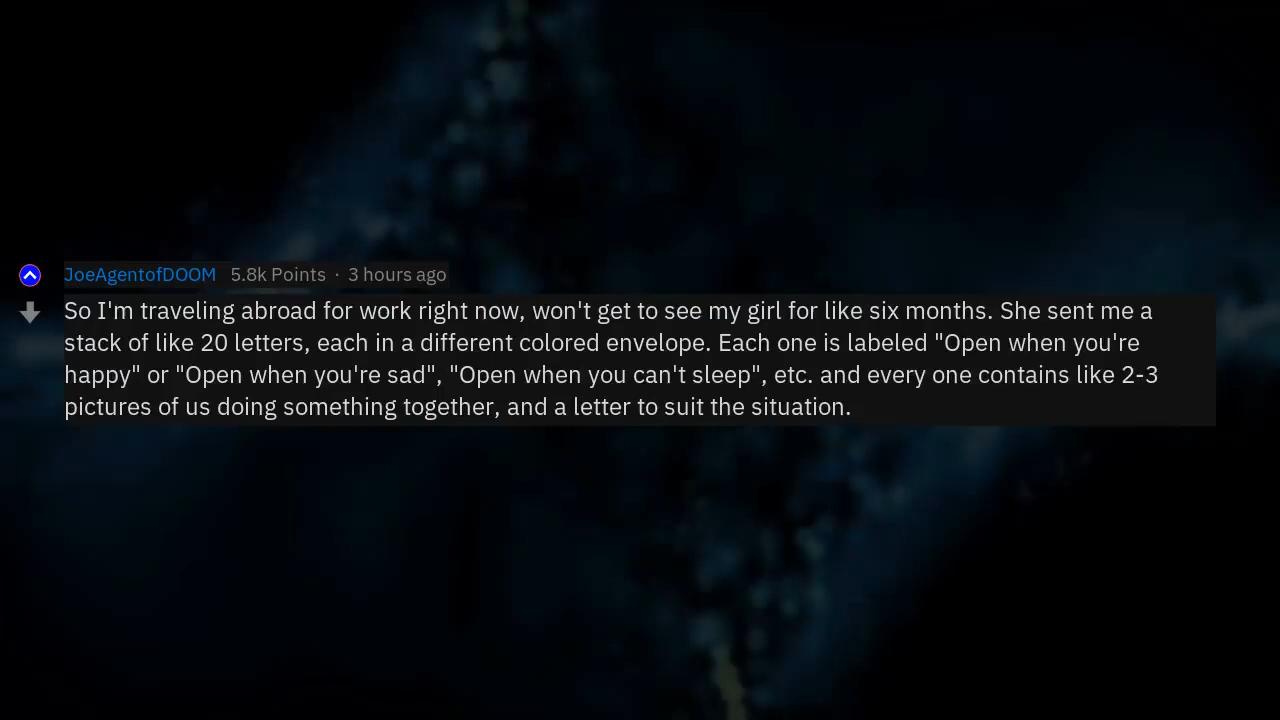 JoeAgentofDOOM 5.8k Points · 3 hours ago
So I'm traveling abroad for work right now, won't get to see my girl for like six months. She sent me a
stack of like 20 letters, each in a different colored envelope. Each one is labeled "Open when you're
happy" or "Open when you're sad", "Open when you can't sleep", etc. and every one contains like 2-3
pictures of us doing something together, and a letter to suit the situation.